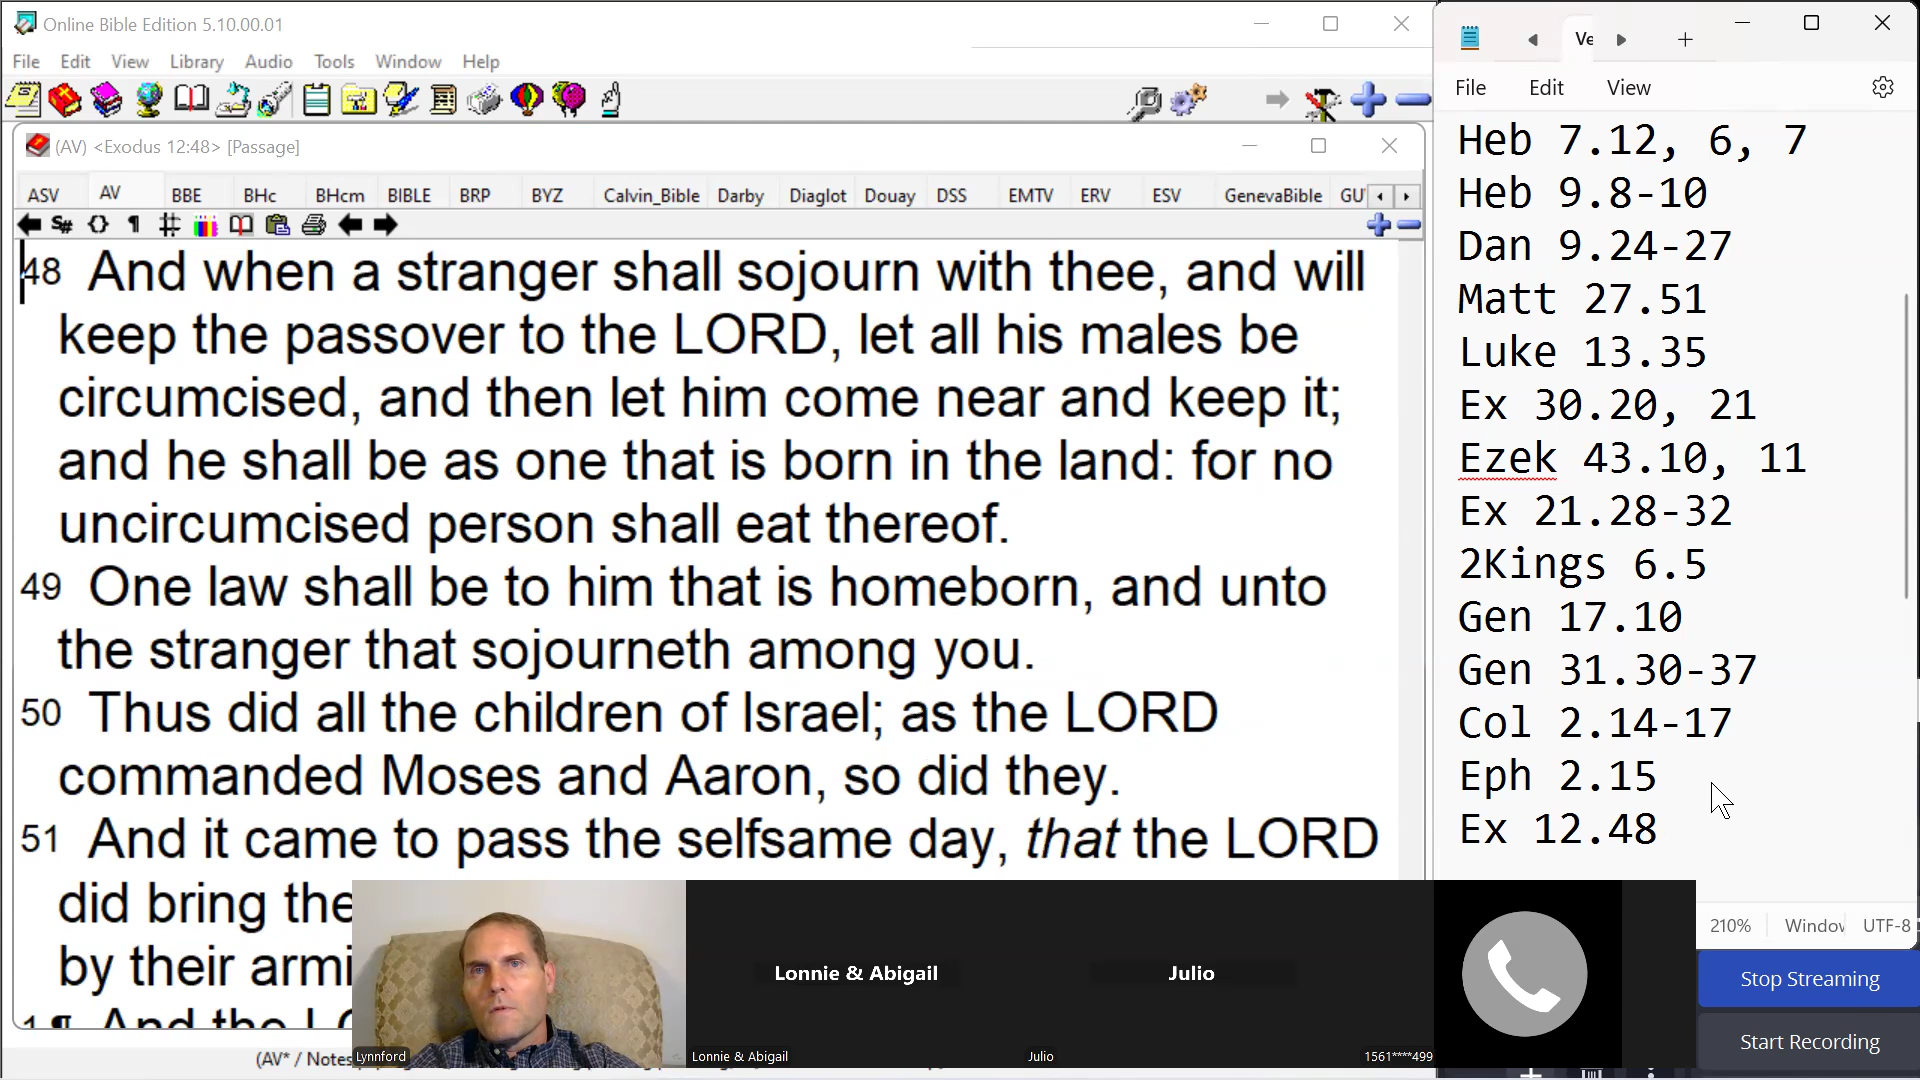 Online Bible Edition 5.10.00.01
File Edit View Library Audio Tools Window Help
(AV) <Exodus 12:48> [Passage]
ASV AV BBE BHc BHcm BIBLE BRP BYZ Calvin_Bible Darby Diaglot Douay DSS EMTV ERV ESV GenevaBible GU
48 And when a stranger shall sojourn with thee, and will
keep the passover to the LORD, let all his males be
circumcised, and then let him come near and keep it;
and he shall be as one that is born in the land: for no
uncircumcised person shall eat thereof.
49 One law shall be to him that is homeborn, and unto
the stranger that sojourneth among you.
50 Thus did all the children of Israel; as the LORD
commanded Moses and Aaron, so did they.
51 And it came to pass the selfsame day, that the LORD
did bring the
by their armi
1 ¶ And the LO
(AV* / Notes
Ve
File Edit View
Heb 7.12, 6, 7
Heb 9.8-10
Dan 9.24-27
Matt 27.51
Luke 13.35
Ex 30.20, 21
Ezek 43.10, 11
Ex 21.28-32
2Kings 6.5
Gen 17.10
Gen 31.30-37
Col 2.14-17
Eph 2.15
Ex 12.48
210% Window UTF-8
Lonnie & Abigail
Julio
Lynnford
Lonnie & Abigail
Julio
1561****499
Stop Streaming
Start Recording